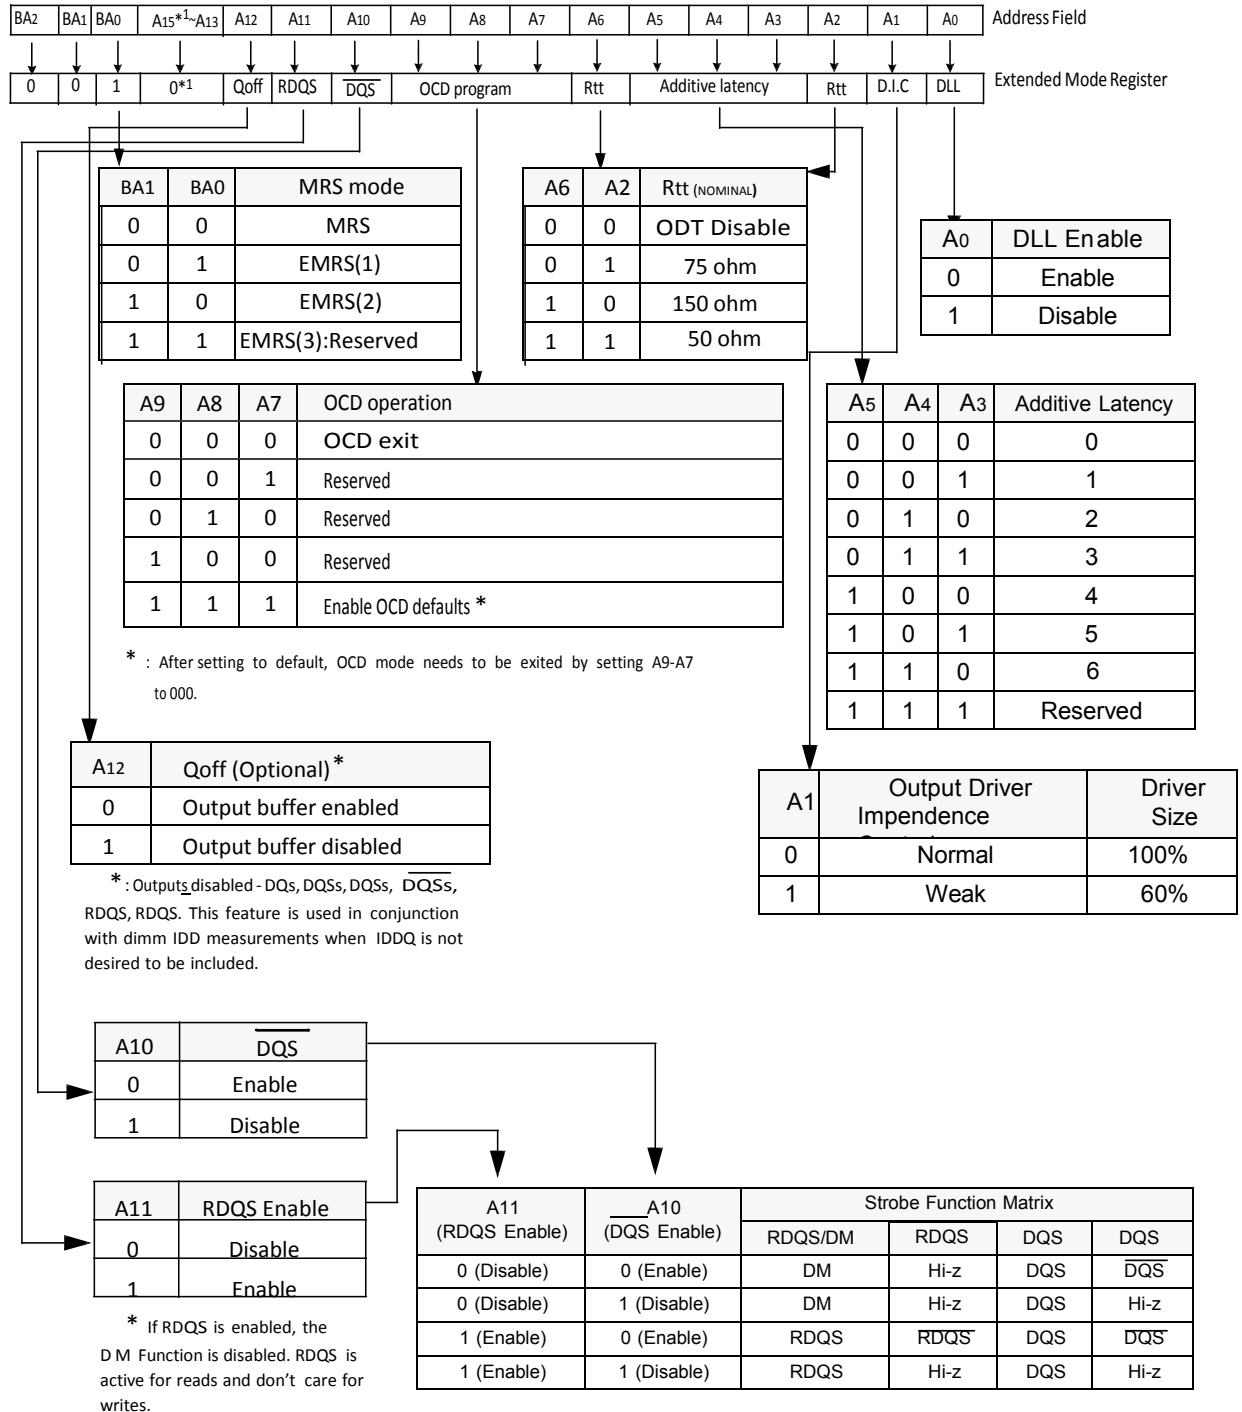 BA2 BA1 BA0 A15*1~A13 A12 A11 A10 A9 A8 A7 A6 A5 A4 A3 A2 A1 A0 Address Field
0 0 1 0*1 Qoff RDQS DQS OCD program Rtt Additive latency Rtt D.I.C DLL Extended Mode Register
BA1 BA0 MRS mode
0 0 MRS
0 1 EMRS(1)
1 0 EMRS(2)
1 1 EMRS(3):Reserved
A6 A2 Rtt (NOMINAL)
0 0 ODT Disable
0 1 75 ohm
1 0 150 ohm
1 1 50 ohm
A0 DLL Enable
0 Enable
1 Disable
A9 A8 A7 OCD operation
0 0 0 OCD exit
0 0 1 Reserved
0 1 0 Reserved
1 0 0 Reserved
1 1 1 Enable OCD defaults *
* : After setting to default, OCD mode needs to be exited by setting A9-A7
to 000.
A5 A4 A3 Additive Latency
0 0 0 0
0 0 1 1
0 1 0 2
0 1 1 3
1 0 0 4
1 0 1 5
1 1 0 6
1 1 1 Reserved
A12 Qoff (Optional)*
0 Output buffer enabled
1 Output buffer disabled
* : Outputs disabled - DQs, DQSs, DQSs, DQSs,
RDQS, RDQS. This feature is used in conjunction
with dimm IDD measurements when IDDQ is not
desired to be included.
A1 Output Driver Driver
Impendence Size
0 Normal 100%
1 Weak 60%
A10 DQS
0 Enable
1 Disable
A11 RDQS Enable
0 Disable
1 Enable
* If RDQS is enabled, the
D M Function is disabled. RDQS is
active for reads and don't care for
writes.
A11 A10 Strobe Function Matrix
(RDQS Enable) (DQS Enable) RDQS/DM RDQS DQS DQS
0 (Disable) 0 (Enable) DM Hi-z DQS DQS
0 (Disable) 1 (Disable) DM Hi-z DQS Hi-z
1 (Enable) 0 (Enable) RDQS RDQS DQS DQS
1 (Enable) 1 (Disable) RDQS Hi-z DQS Hi-z